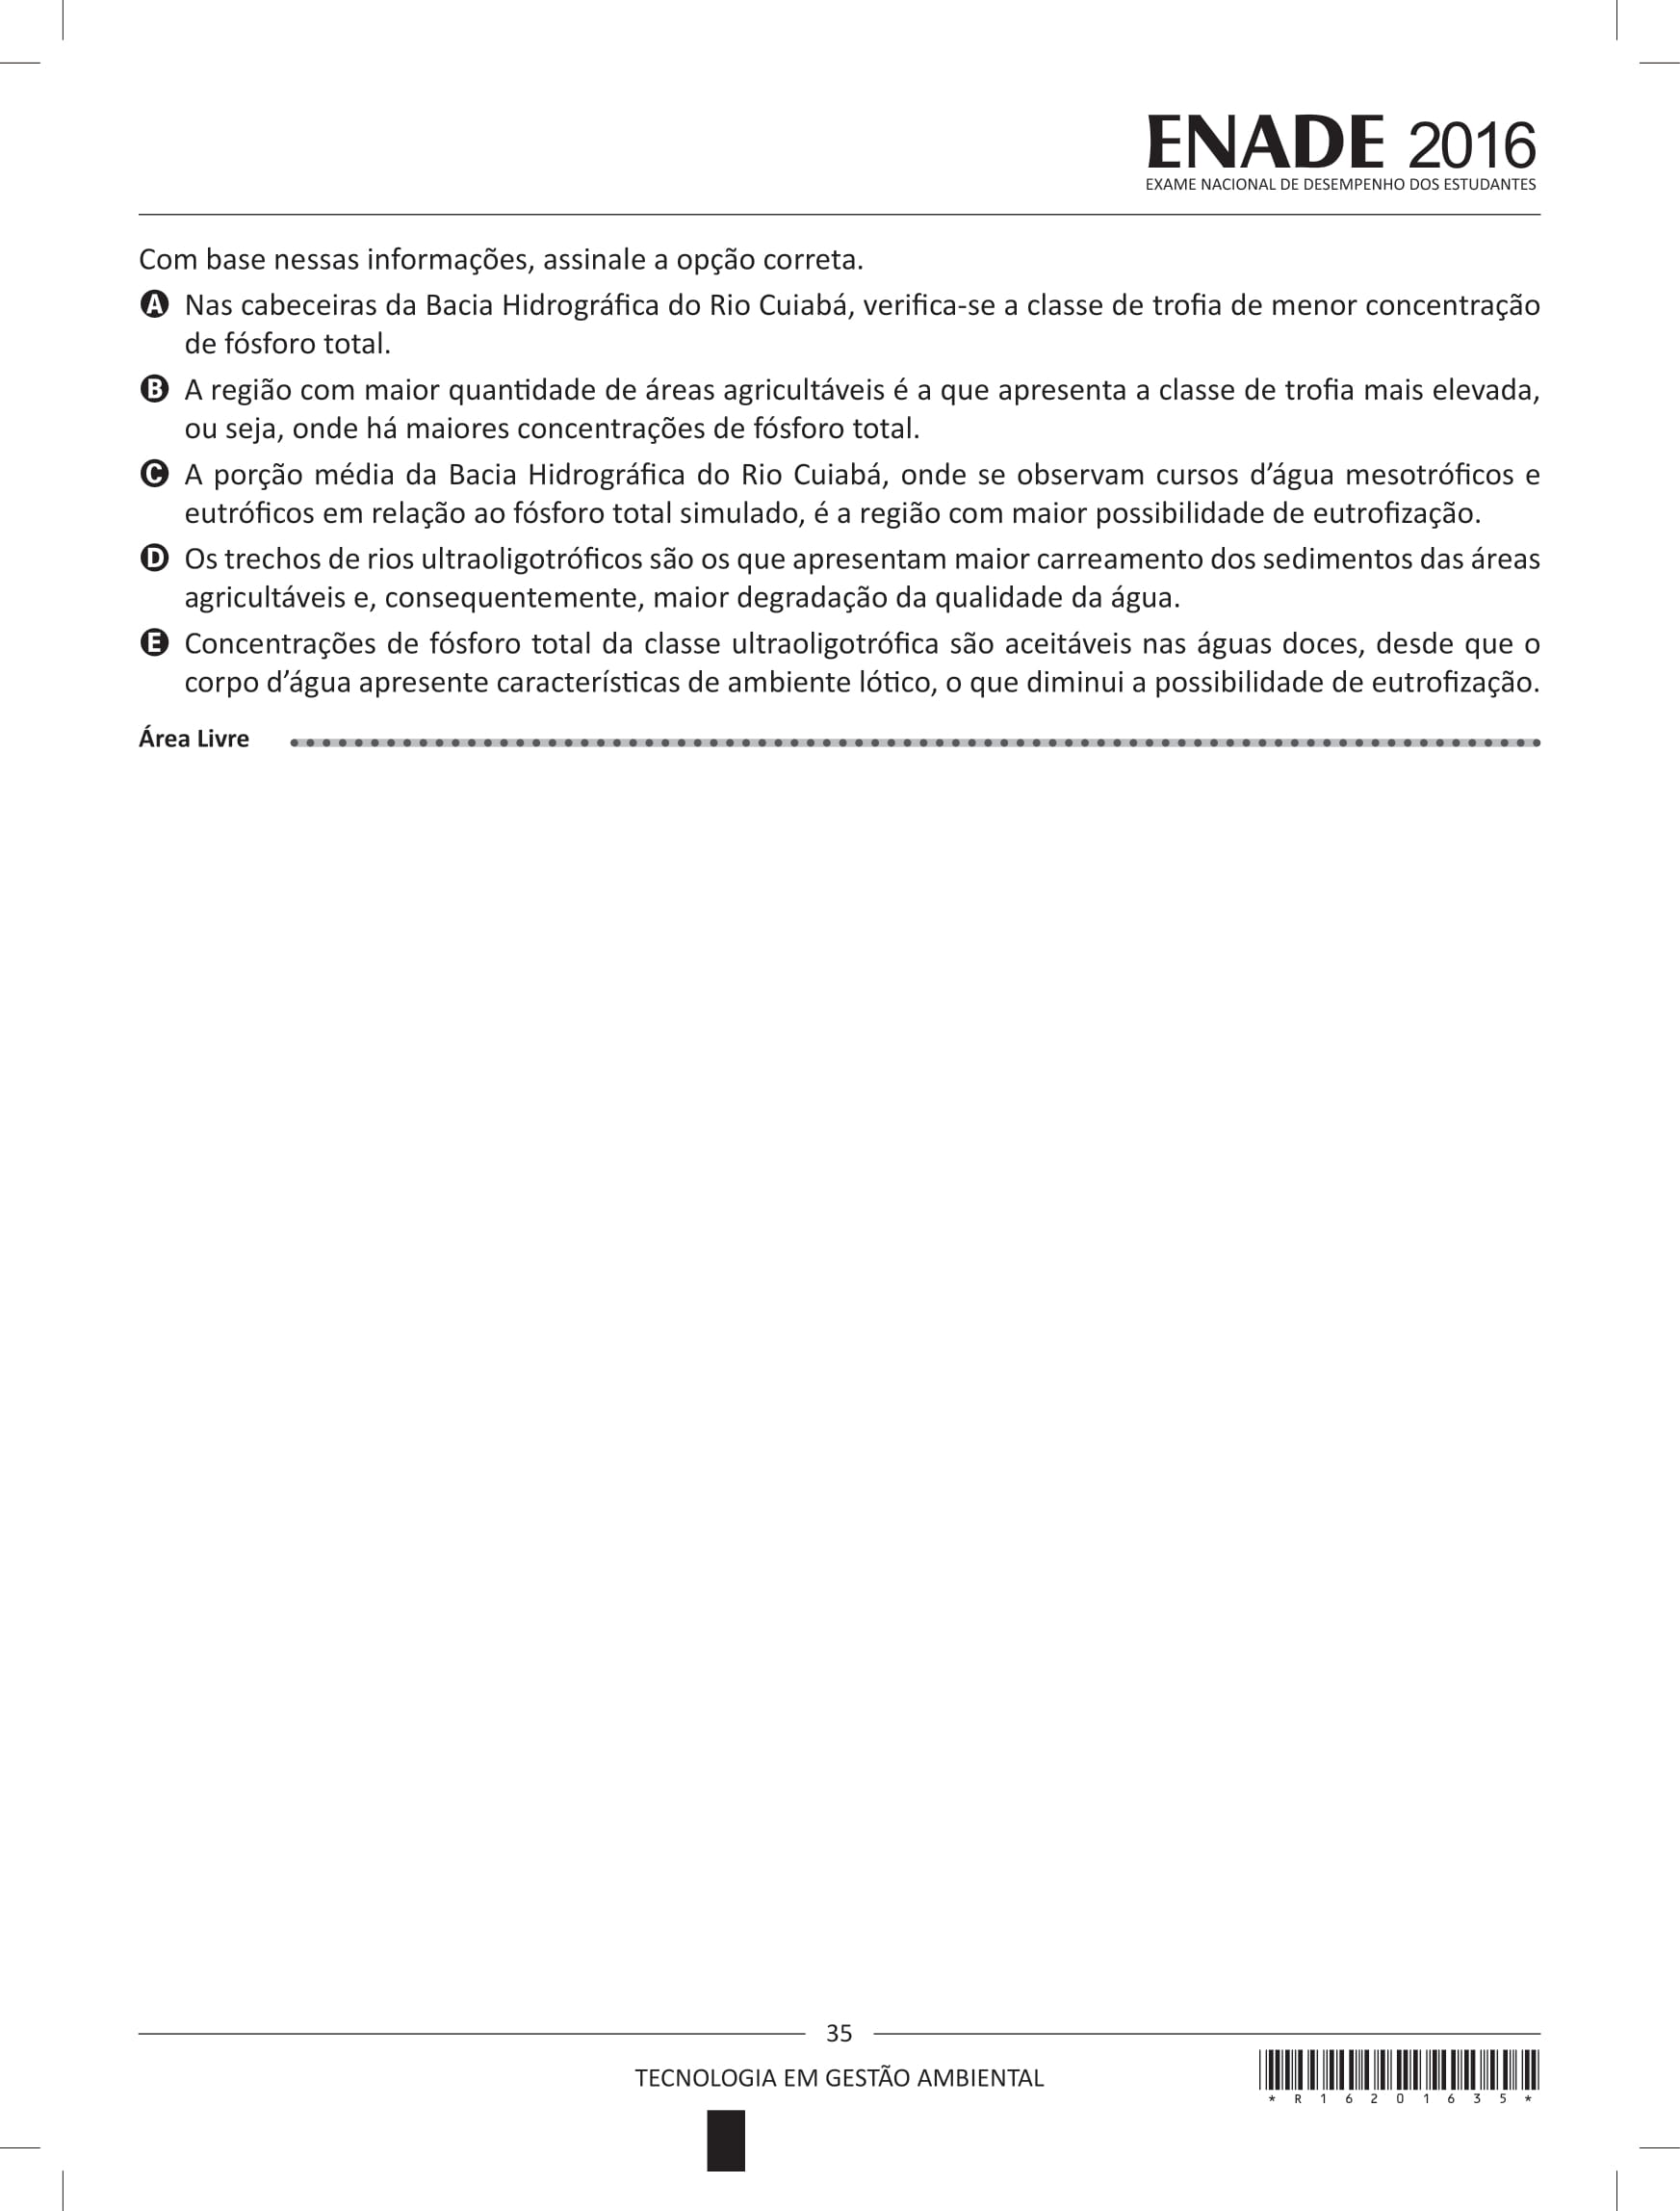 ENADE 2016
EXAME NACIONAL DE DESEMPENHO DOS ESTUDANTES
Com base nessas informações, assinale a opção correta.
A Nas cabeceiras da Bacia Hidrográfica do Rio Cuiabá, verifica-se a classe de trofia de menor concentração
de fósforo total.
B A região com maior quantidade de áreas agricultáveis é a que apresenta a classe de trofia mais elevada,
ou seja, onde há maiores concentrações de fósforo total.
C A porção média da Bacia Hidrográfica do Rio Cuiabá, onde se observam cursos d’água mesotróficos e
eutróficos em relação ao fósforo total simulado, é a região com maior possibilidade de eutrofização.
D Os trechos de rios ultraoligotróficos são os que apresentam maior carreamento dos sedimentos das áreas
agricultáveis e, consequentemente, maior degradação da qualidade da água.
E Concentrações de fósforo total da classe ultraoligotrófica são aceitáveis nas águas doces, desde que o
corpo d’água apresente características de ambiente lótico, o que diminui a possibilidade de eutrofização.
Área Livre
35
TECNOLOGIA EM GESTÃO AMBIENTAL
* R 1 6 2 0 1 6 3 5 *